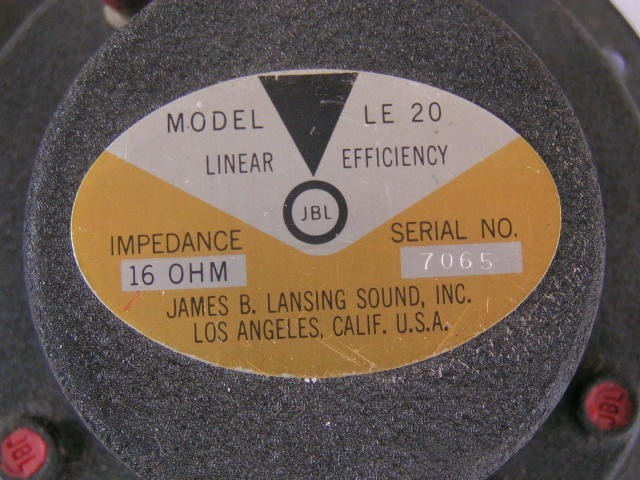 MODEL LE 20
LINEAR EFFICIENCY
JBL
IMPEDANCE SERIAL NO.
16 OHM 7065
JAMES B. LANSING SOUND, INC.
LOS ANGELES, CALIF. U.S.A.
JBL
JBL